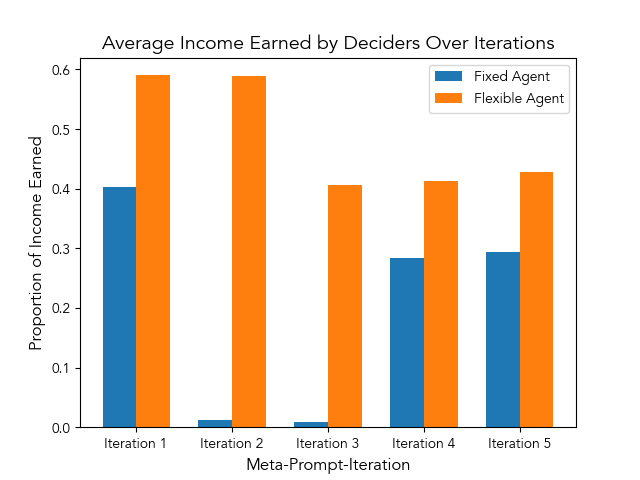 Average Income Earned by Deciders Over Iterations
Fixed Agent
Flexible Agent
Proportion of Income Earned
0.6
0.5
0.4
0.3
0.2
0.1
0.0
Iteration 1 Iteration 2 Iteration 3 Iteration 4 Iteration 5
Meta-Prompt-Iteration